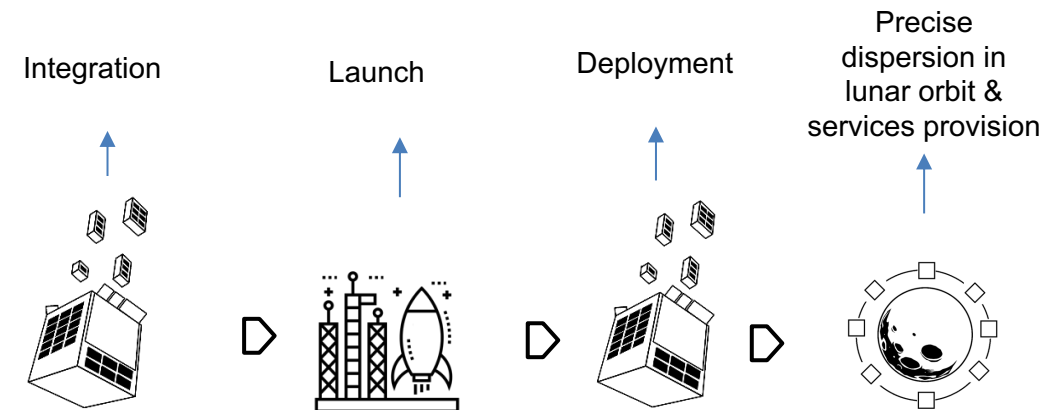 Integration
Launch
Deployment
Precise
dispersion in
lunar orbit &
services provision